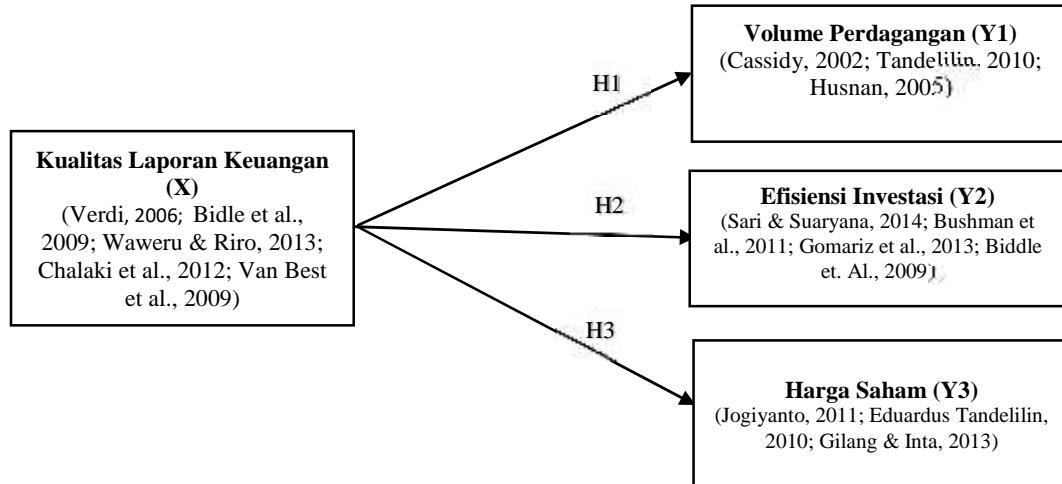 Kualitas Laporan Keuangan
(X)
(Verdi, 2006; Bidle et al.,
2009; Waweru & Riro, 2013;
Chalaki et al., 2012; Van Best
et al., 2009)
H1
H2
H3
Volume Perdagangan (Y1)
(Cassidy, 2002; Tandelilin, 2010;
Husnan, 2005)
Efisiensi Investasi (Y2)
(Sari & Suaryana, 2014; Bushman et
al., 2011; Gomariz et al., 2013; Biddle
et. Al., 2009)
Harga Saham (Y3)
(Jogiyanto, 2011; Eduardus Tandelilin,
2010; Gilang & Inta, 2013)